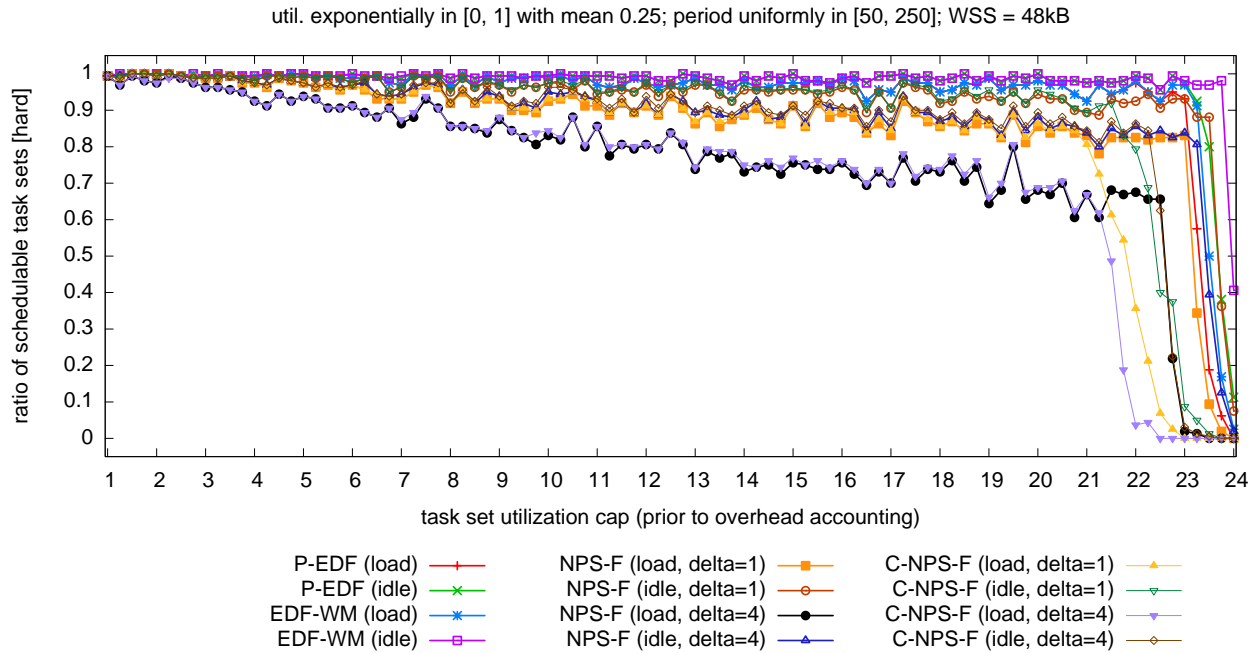 util. exponentially in [0, 1] with mean 0.25; period uniformly in [50, 250]; WSS = 48kB
ratio of schedulable task sets [hard]
1
0.9
0.8
0.7
0.6
0.5
0.4
0.3
0.2
0.1
0
1 2 3 4 5 6 7 8 9 10 11 12 13 14 15 16 17 18 19 20 21 22 23 24
task set utilization cap (prior to overhead accounting)
P-EDF (load) NPS-F (load, delta=1) C-NPS-F (load, delta=1)
P-EDF (idle) NPS-F (idle, delta=1) C-NPS-F (idle, delta=1)
EDF-WM (load) NPS-F (load, delta=4) C-NPS-F (load, delta=4)
EDF-WM (idle) NPS-F (idle, delta=4) C-NPS-F (idle, delta=4)